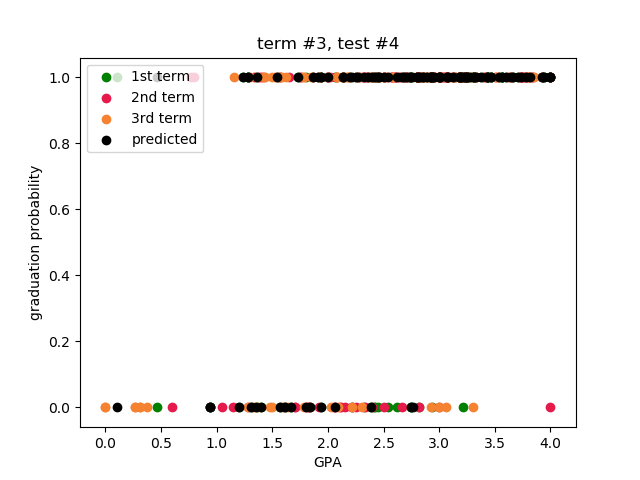 term #3, test #4
1st term
2nd term
3rd term
predicted
graduation probability
1.0
0.8
0.6
0.4
0.2
0.0
0.0 0.5 1.0 1.5 2.0 2.5 3.0 3.5 4.0
GPA